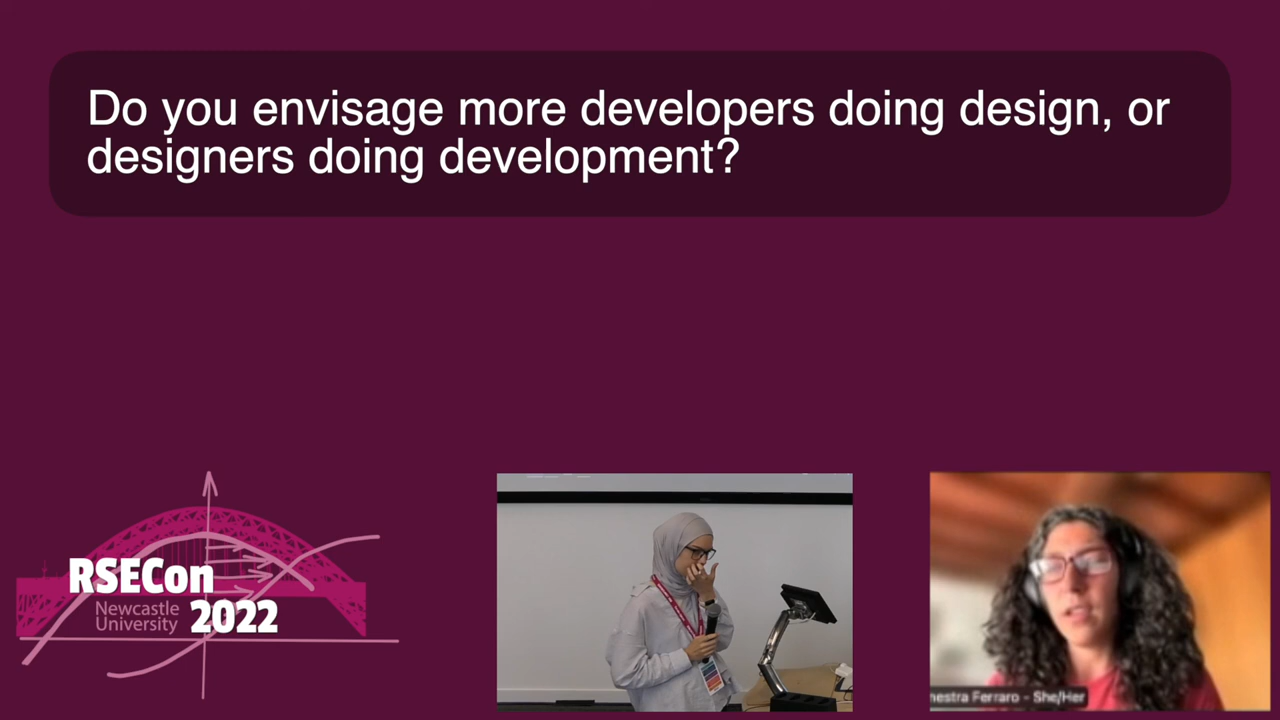 Do you envisage more developers doing design, or
designers doing development?
RSECon
Newcastle
University 2022
nestra Ferraro - She/Her